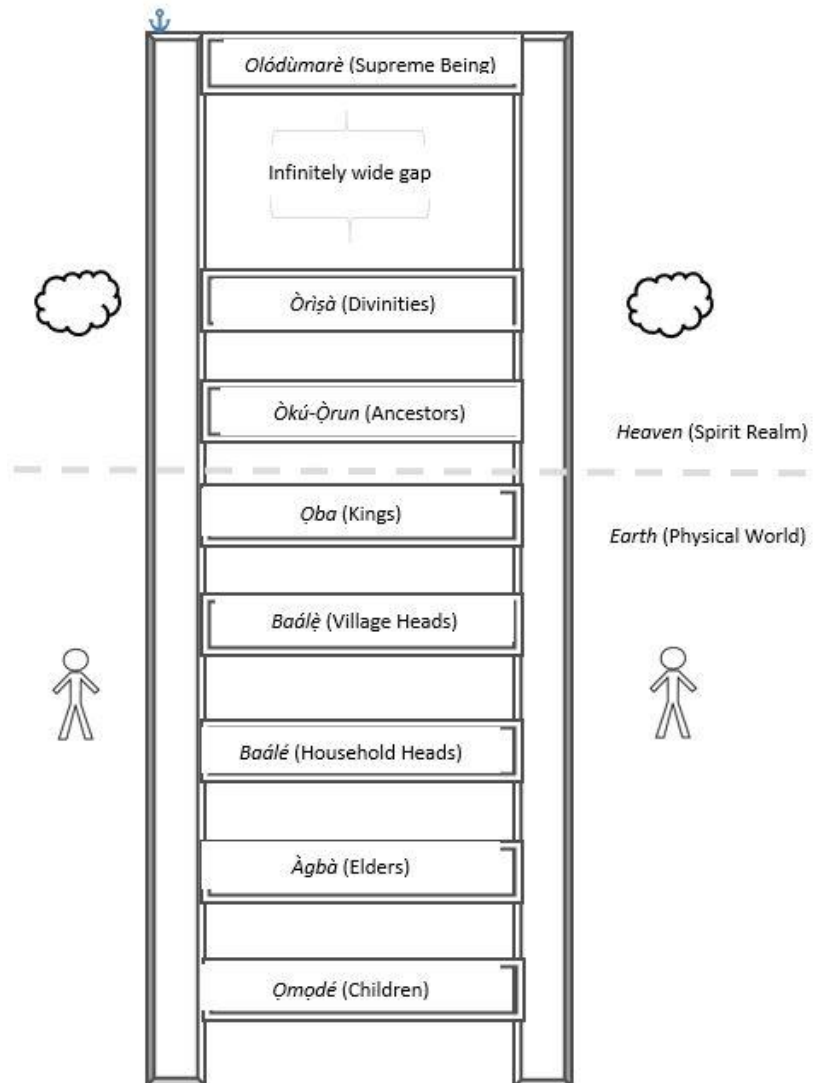 Olódùmarè (Supreme Being)
Infinitely wide gap
Òrìṣà (Divinities)
Òkú-Ọ̀run (Ancestors)
Heaven (Spirit Realm)
Ọba (Kings)
Earth (Physical World)
Baálẹ̀ (Village Heads)
Baálé (Household Heads)
Àgbà (Elders)
Ọmọdé (Children)